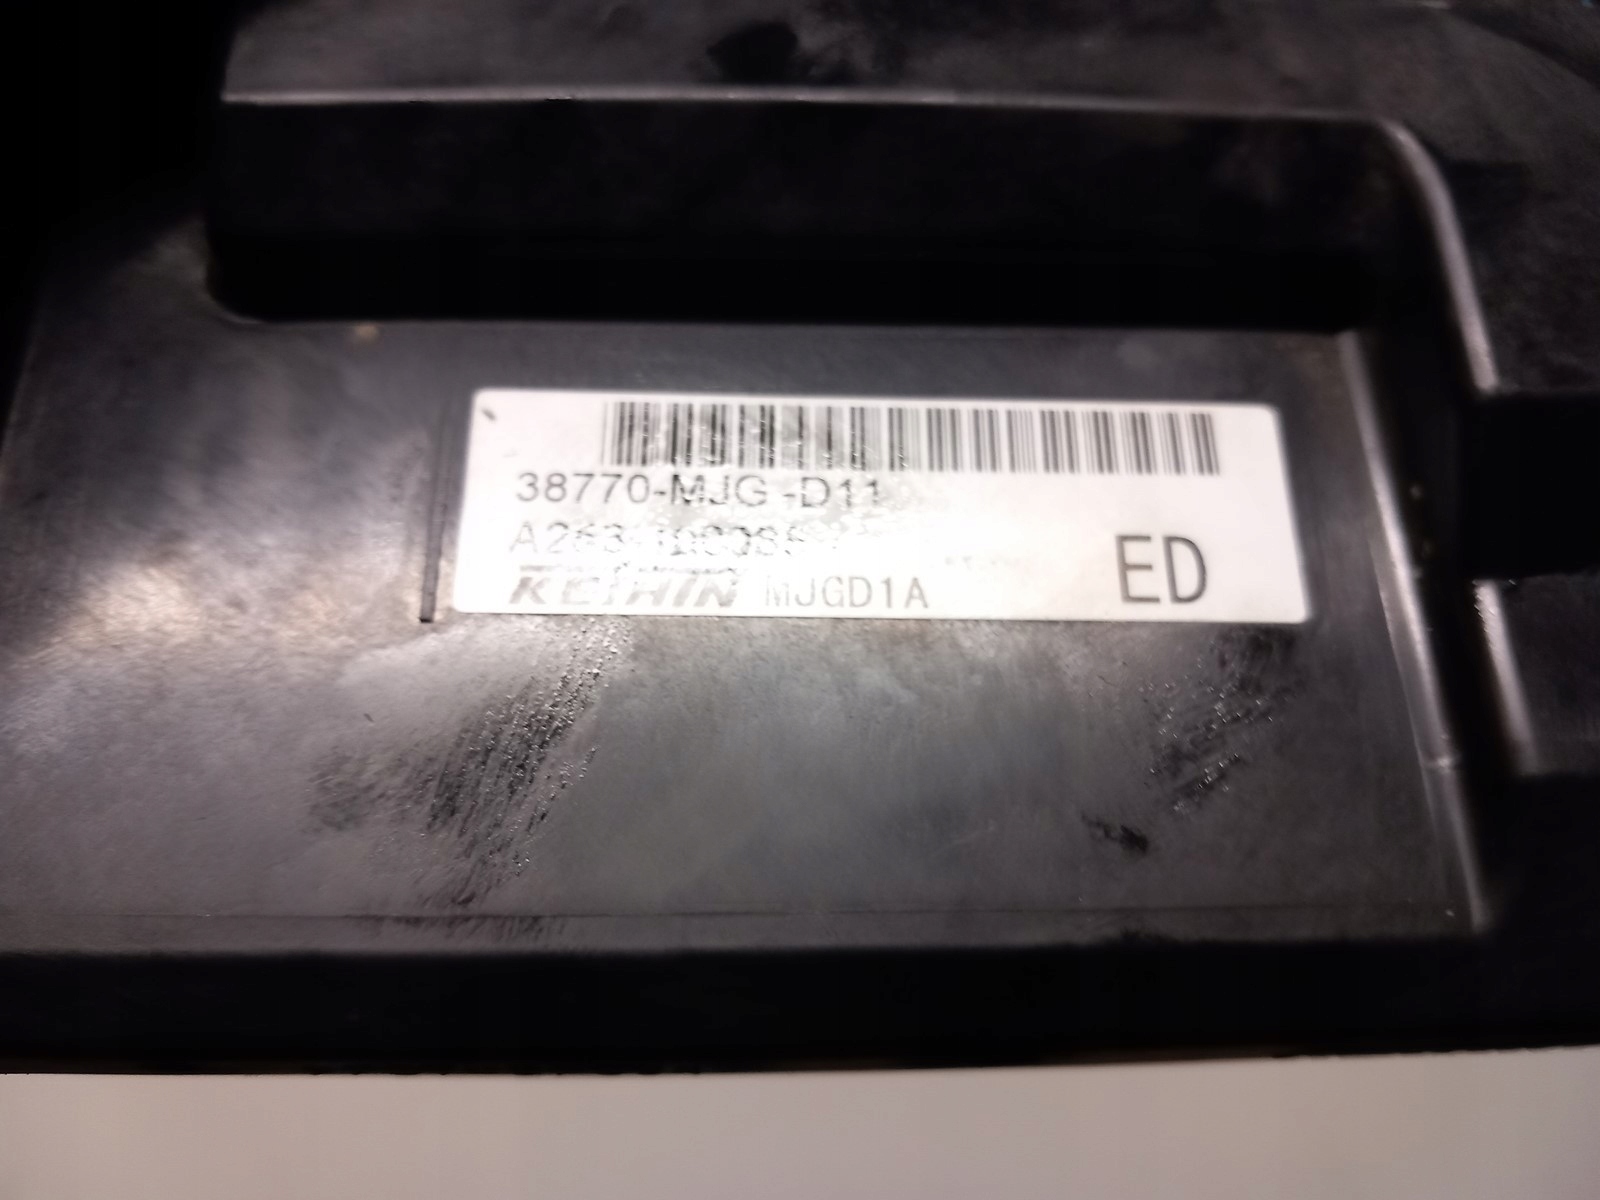 38770-MJG -D11
KEIHIN MJGD1A
ED